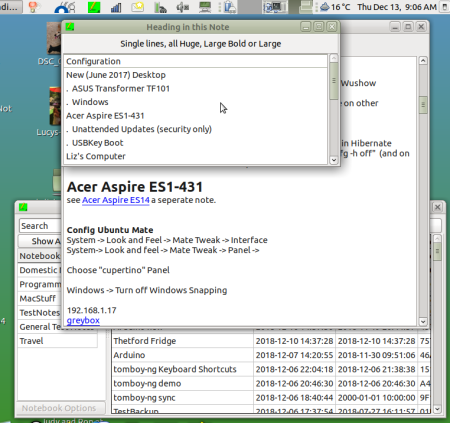 16 °C
Thu Dec 13, 9:06 AM
Heading in this Note
Single lines, all Huge, Large Bold or Large
Configuration
New (June 2017) Desktop
. ASUS Transformer TF101
. Windows
Acer Aspire ES1-431
. Unattended Updates (security only)
. USBKey Boot
Liz's Computer
Wushow
on other
in Hibernate
-h off" (and on
Acer Aspire ES1-431
see Acer Aspire ES14 a seperate note.
Config Ubuntu Mate
System -> Look and Feel -> Mate Tweak -> Interface
System-> Look and feel -> Mate Tweak -> Panel ->
Choose "cupertino" Panel
Windows -> Turn off Windows Snapping
192.168.1.17
greybox
Search
Show A
Notebook
Domestic
Programm
MacStuff
TestNotes
General Te
Travel
Notebook Options
Thetford Fridge 2018-12-10 14:37:28 2018-12-10 14:37:28 75
Arduino 2018-12-07 14:20:55 2018-11-30 09:51:06 46
tomboy-ng Keyboard Shortcuts 2018-12-06 22:04:18 2018-12-06 21:38:38 15
tomboy-ng demo 2018-12-06 20:46:30 2018-12-06 20:46:30 A4
tomboy-ng sync 2018-12-06 18:40:44 2000-01-01 10:00:00 9F
TestBackup 2018-12-06 17:37:54 2018-07-27 16:11:57 01